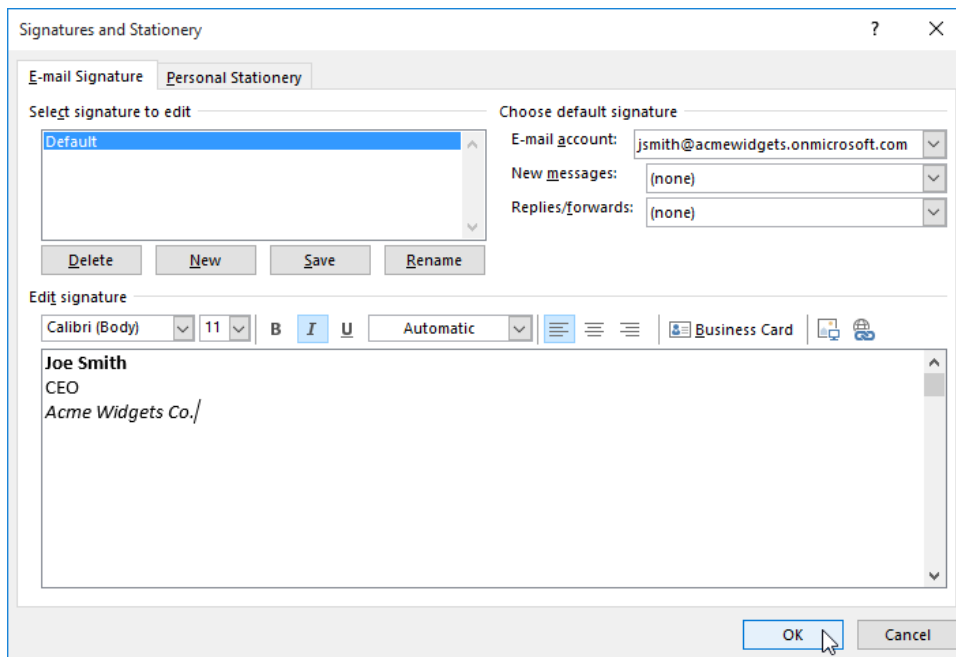 Signatures and Stationery
E-mail Signature Personal Stationery
Select signature to edit
Default
Delete New Save Rename
Choose default signature
E-mail account: jsmith@acmewidgets.onmicrosoft.com
New messages: (none)
Replies/forwards: (none)
Edit signature
Calibri (Body) 11 B I U Automatic Business Card
Joe Smith
CEO
Acme Widgets Co.
OK Cancel